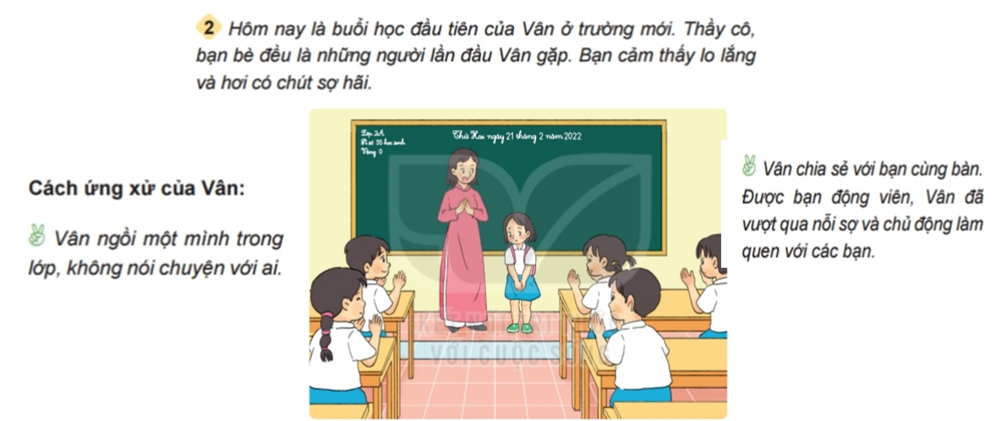 2 Hôm nay là buổi học đầu tiên của Vân ở trường mới. Thầy cô,
bạn bè đều là những người lần đầu Vân gặp. Bạn cảm thấy lo lắng
và hơi có chút sợ hãi.
Lớp 2A
Sĩ số 35 học sinh
Vắng 0
Thứ Hai ngày 21 tháng 2 năm 2022
Cách ứng xử của Vân:
Vân ngồi một mình trong
lớp, không nói chuyện với ai.
Vân chia sẻ với bạn cùng bàn.
Được bạn động viên, Vân đã
vượt qua nỗi sợ và chủ động làm
quen với các bạn.
KẾT NỐI TRI THỨC
VỚI CUỘC SỐNG